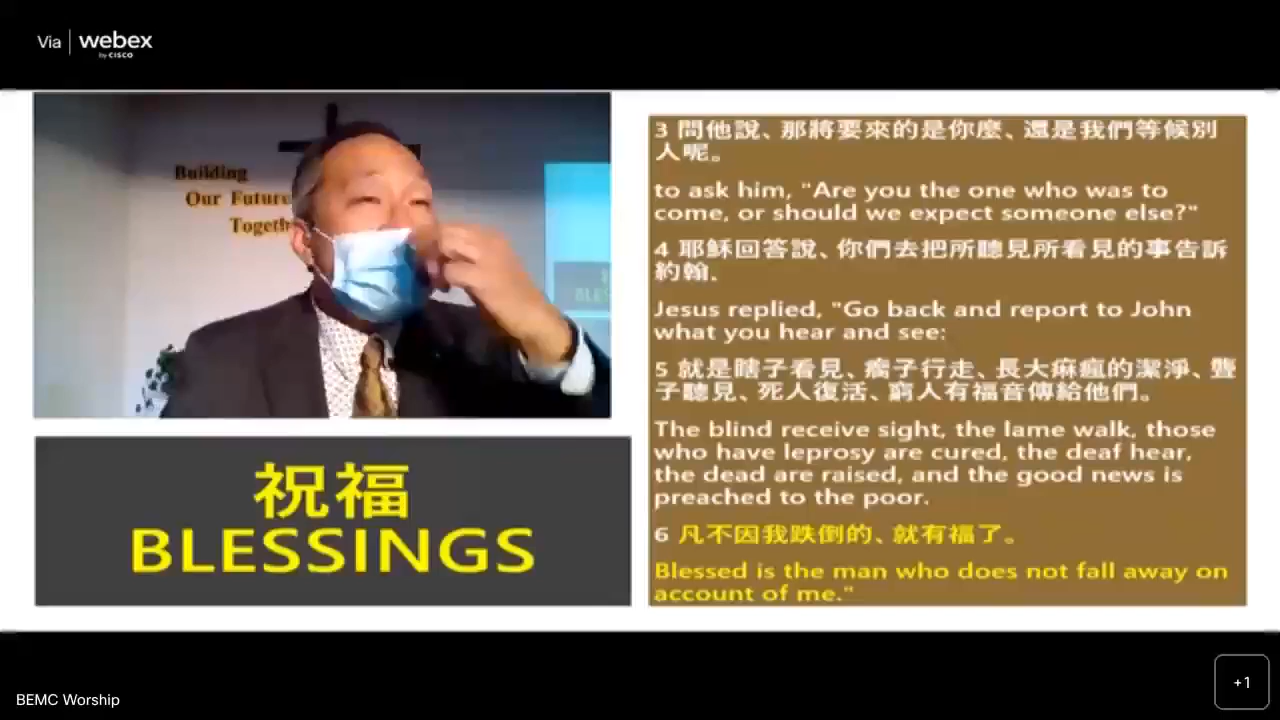 Via webex
by CISCO
Building
Our Future
Togeth
3 問他說、那將要來的是你麼、還是我們等候別
人呢。
to ask him, "Are you the one who was to
come, or should we expect someone else?"
4 耶穌回答說、你們去把所聽見所看見的事告訴
約翰.
Jesus replied, "Go back and report to John
what you hear and see:
5 就是瞎子看見、瘸子行走、長大痲瘋的潔淨、聾
子聽見、死人復活、窮人有福音傳給他們。
The blind receive sight, the lame walk, those
who have leprosy are cured, the deaf hear,
the dead are raised, and the good news is
preached to the poor.
6 凡不因我跌倒的、就有福了。
Blessed is the man who does not fall away on
account of me."
祝福
BLESSINGS
BEMC Worship
+1